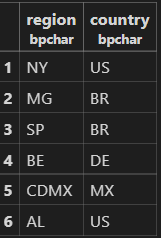 region country
bpchar bpchar
1 NY US
2 MG BR
3 SP BR
4 BE DE
5 CDMX MX
6 AL US